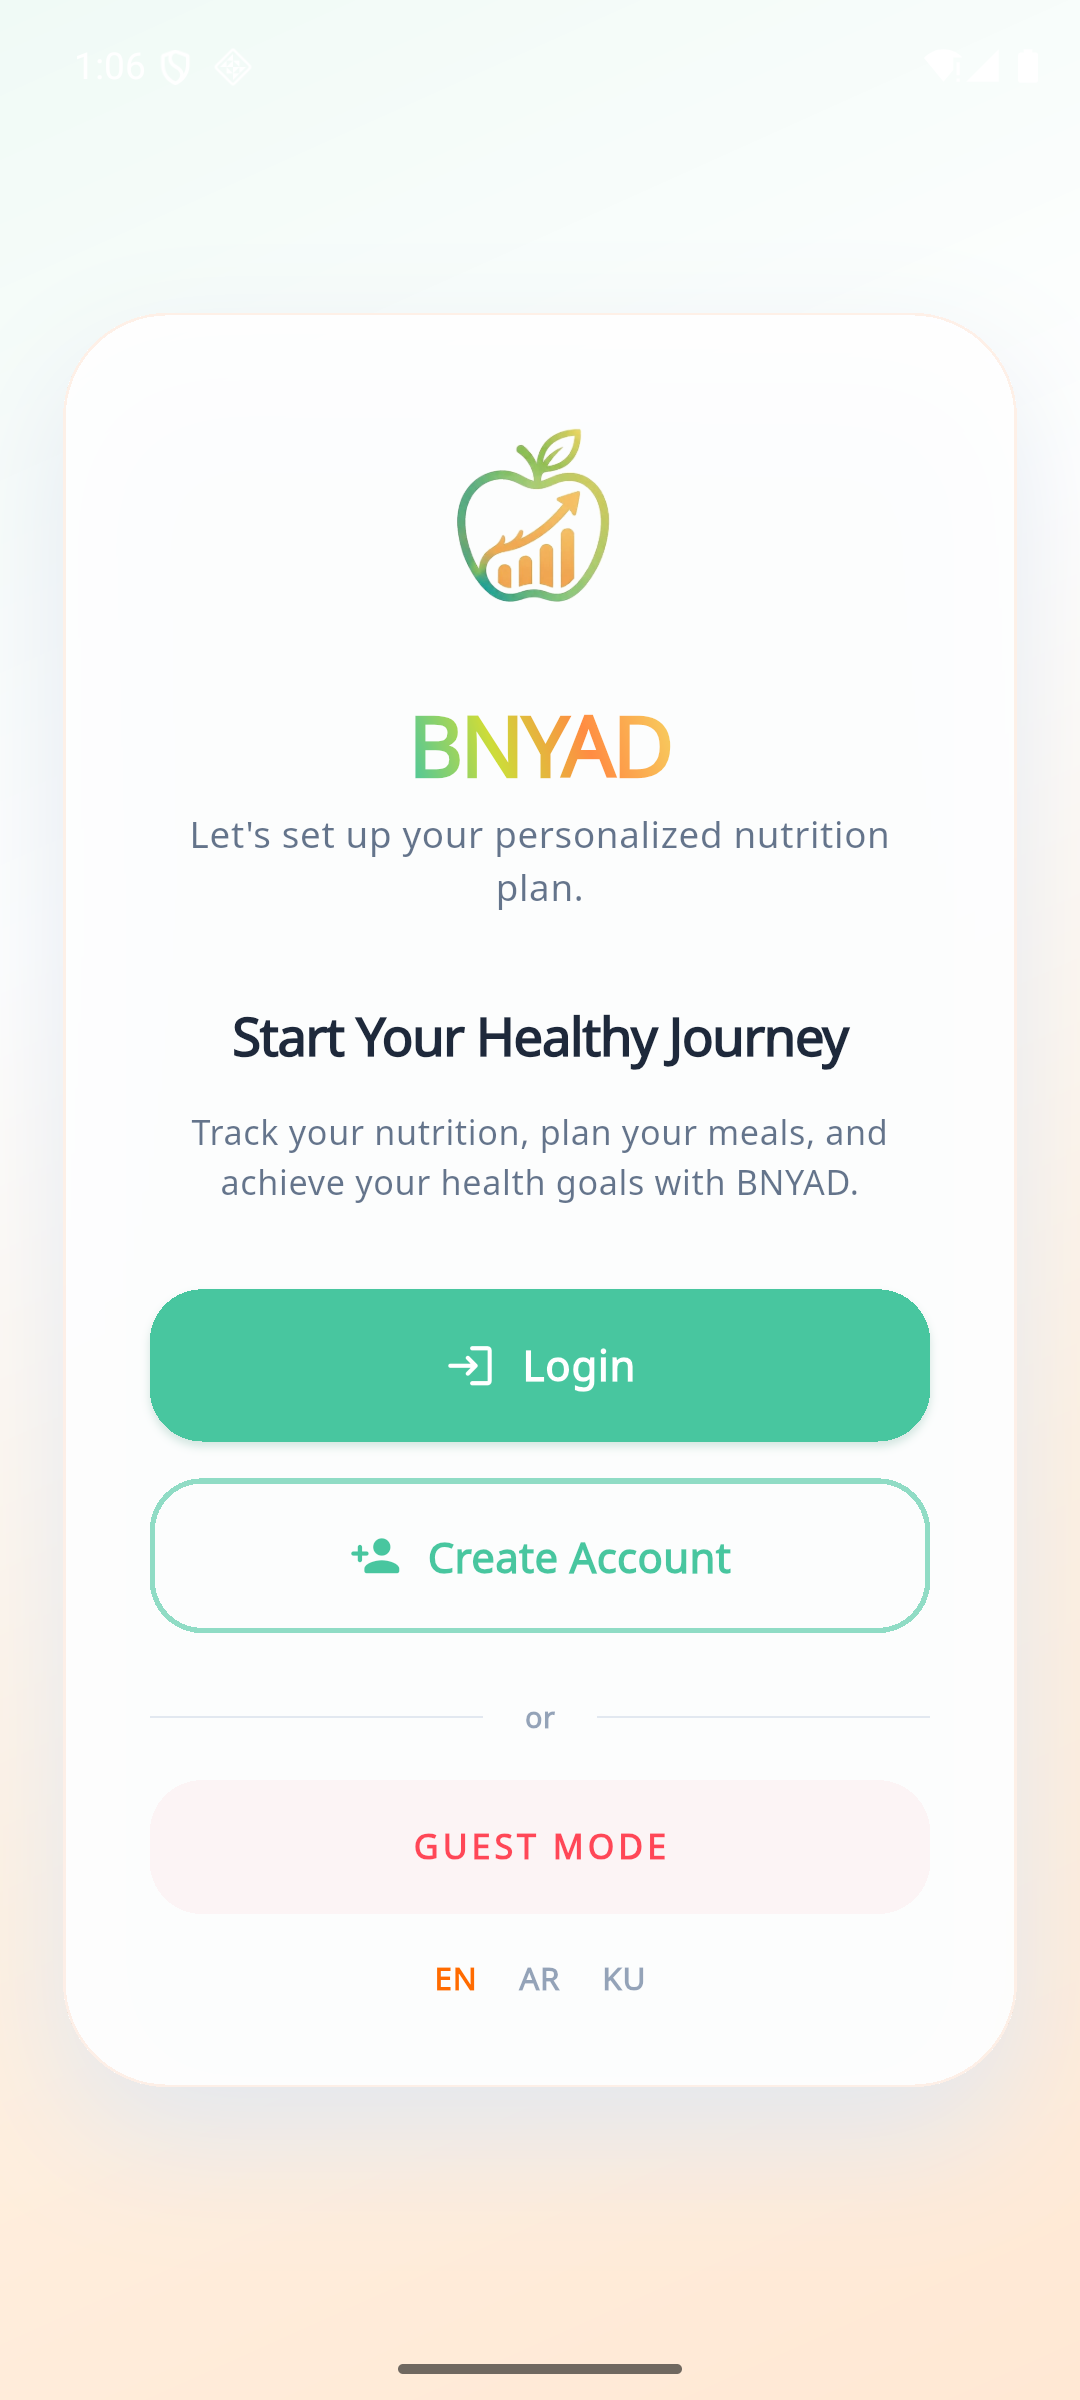 1:06
BNYAD
Let's set up your personalized nutrition
plan.
Start Your Healthy Journey
Track your nutrition, plan your meals, and
achieve your health goals with BNYAD.
Login
Create Account
or
GUEST MODE
EN AR KU